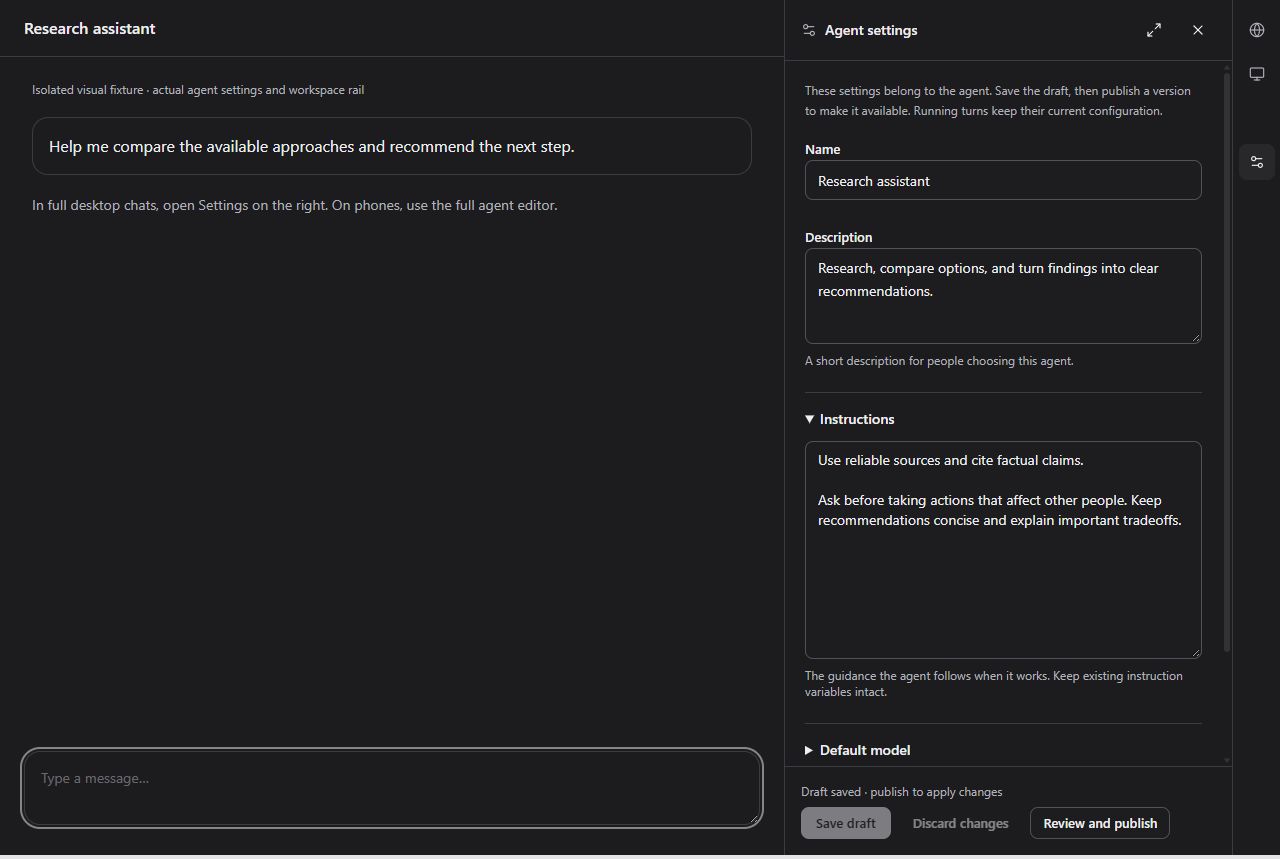 Research assistant
Isolated visual fixture · actual agent settings and workspace rail
Help me compare the available approaches and recommend the next step.
In full desktop chats, open Settings on the right. On phones, use the full agent editor.
Type a message...
Agent settings
These settings belong to the agent. Save the draft, then publish a version
to make it available. Running turns keep their current configuration.
Name
Research assistant
Description
Research, compare options, and turn findings into clear
recommendations.
A short description for people choosing this agent.
Instructions
Use reliable sources and cite factual claims.
Ask before taking actions that affect other people. Keep
recommendations concise and explain important tradeoffs.
The guidance the agent follows when it works. Keep existing instruction
variables intact.
Default model
Draft saved · publish to apply changes
Save draft
Discard changes
Review and publish